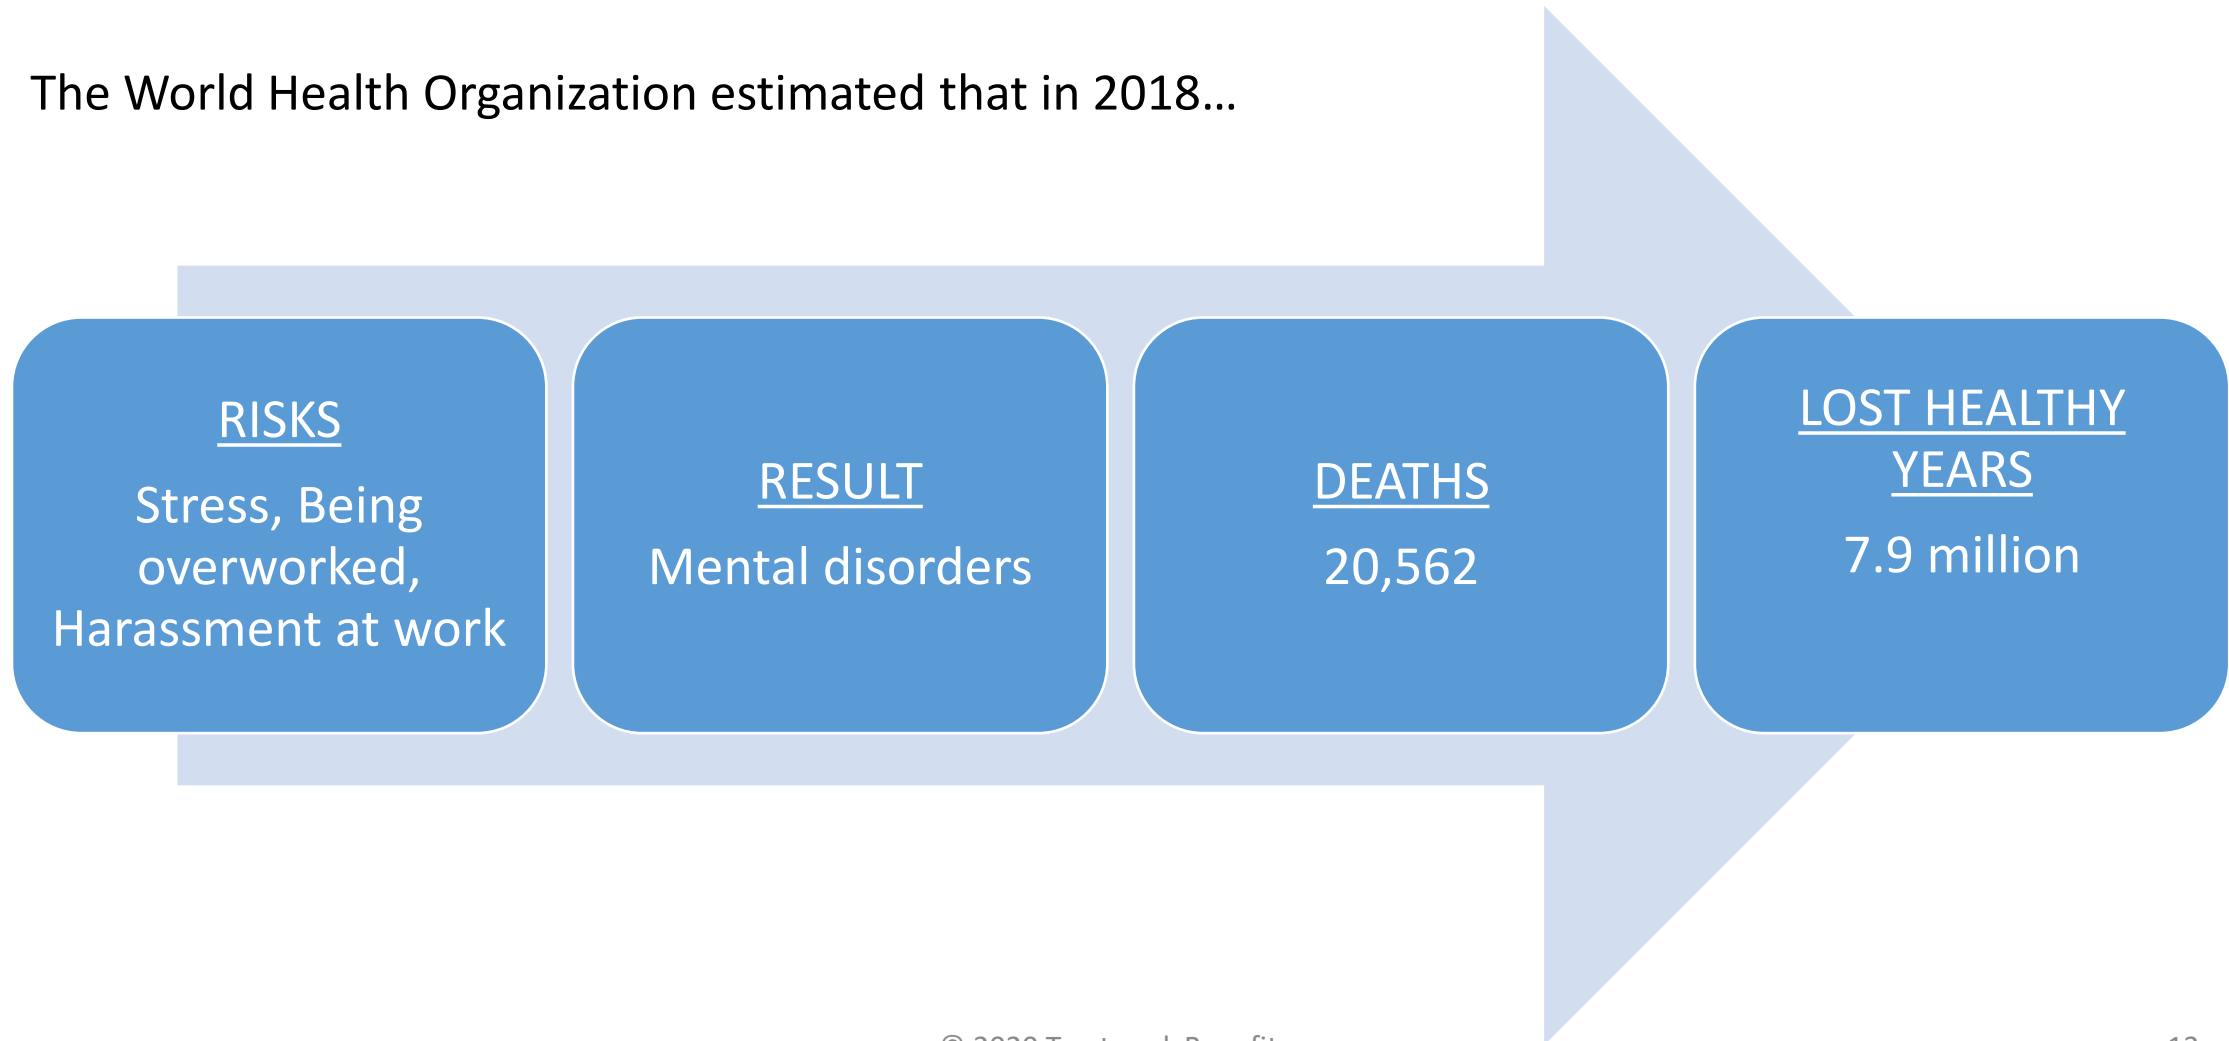 The World Health Organization estimated that in 2018...
RISKS
Stress, Being
overworked,
Harassment at work
RESULT
Mental disorders
DEATHS
20,562
LOST HEALTHY
YEARS
7.9 million
© 2020